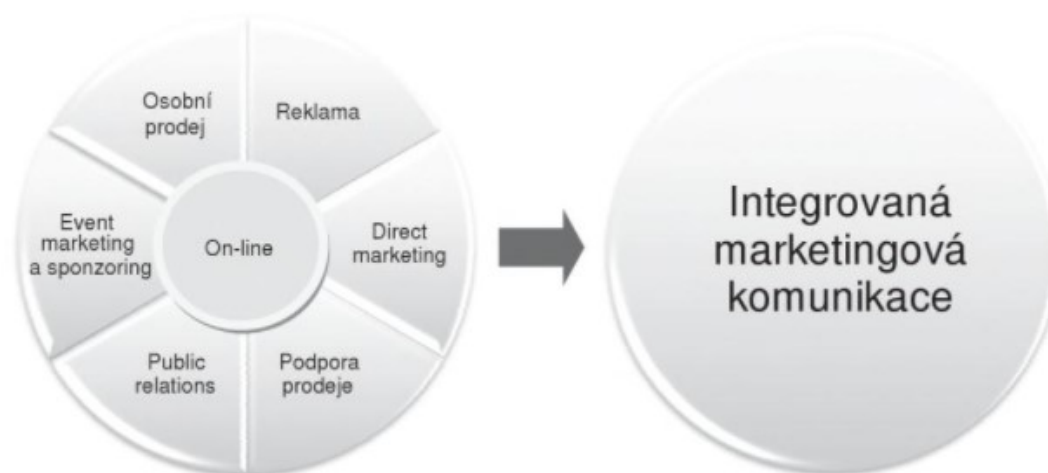 Osobní
prodej
Reklama
Event
marketing
a sponzoring
On-line
Direct
marketing
Public
relations
Podpora
prodeje
Integrovaná
marketingová
komunikace